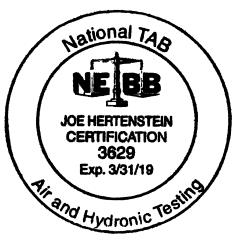 National TAB
NEBB
JOE HERTENSTEIN
CERTIFICATION
3629
Exp. 3/31/19
Air and Hydronic Testing